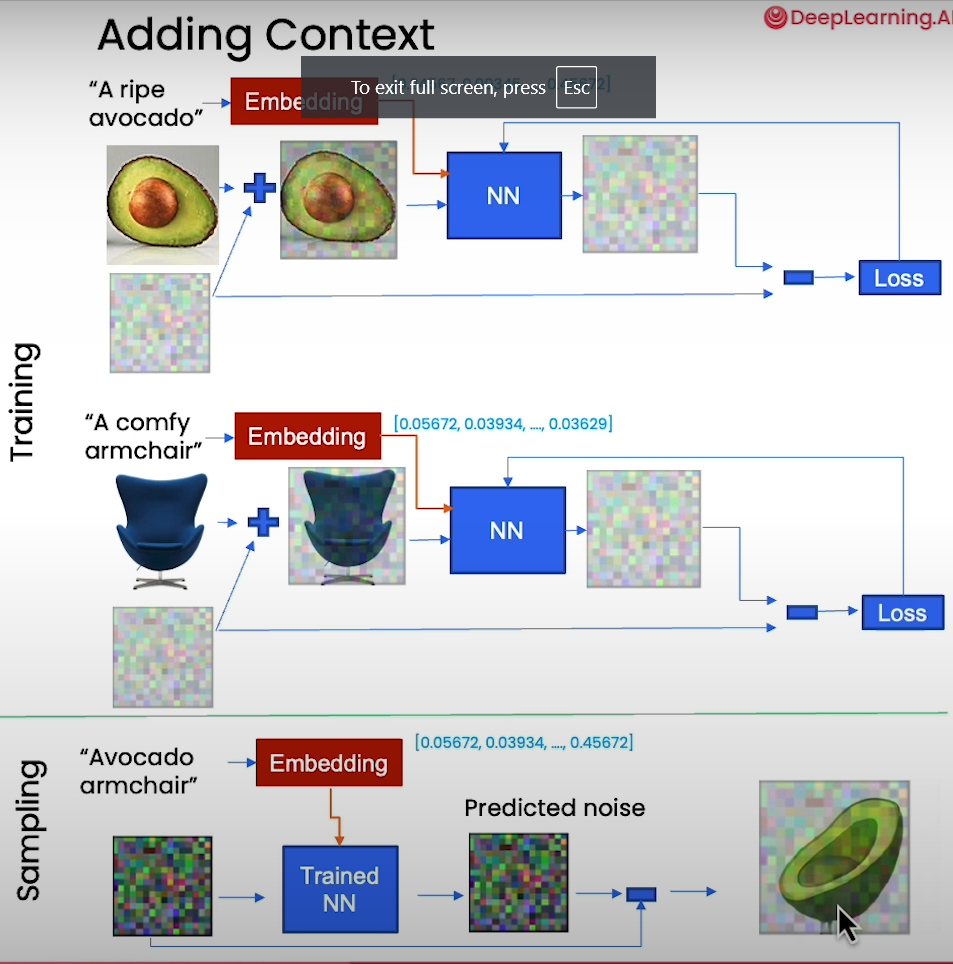 Adding Context
DeepLearning.AI
To exit full screen, press Esc
“A ripe
avocado”
Embedding
NN
Loss
Training
“A comfy
armchair”
Embedding
[0.05672, 0.03934, ...., 0.03629]
NN
Loss
Sampling
“Avocado
armchair”
Embedding
[0.05672, 0.03934, ...., 0.45672]
Predicted noise
Trained
NN